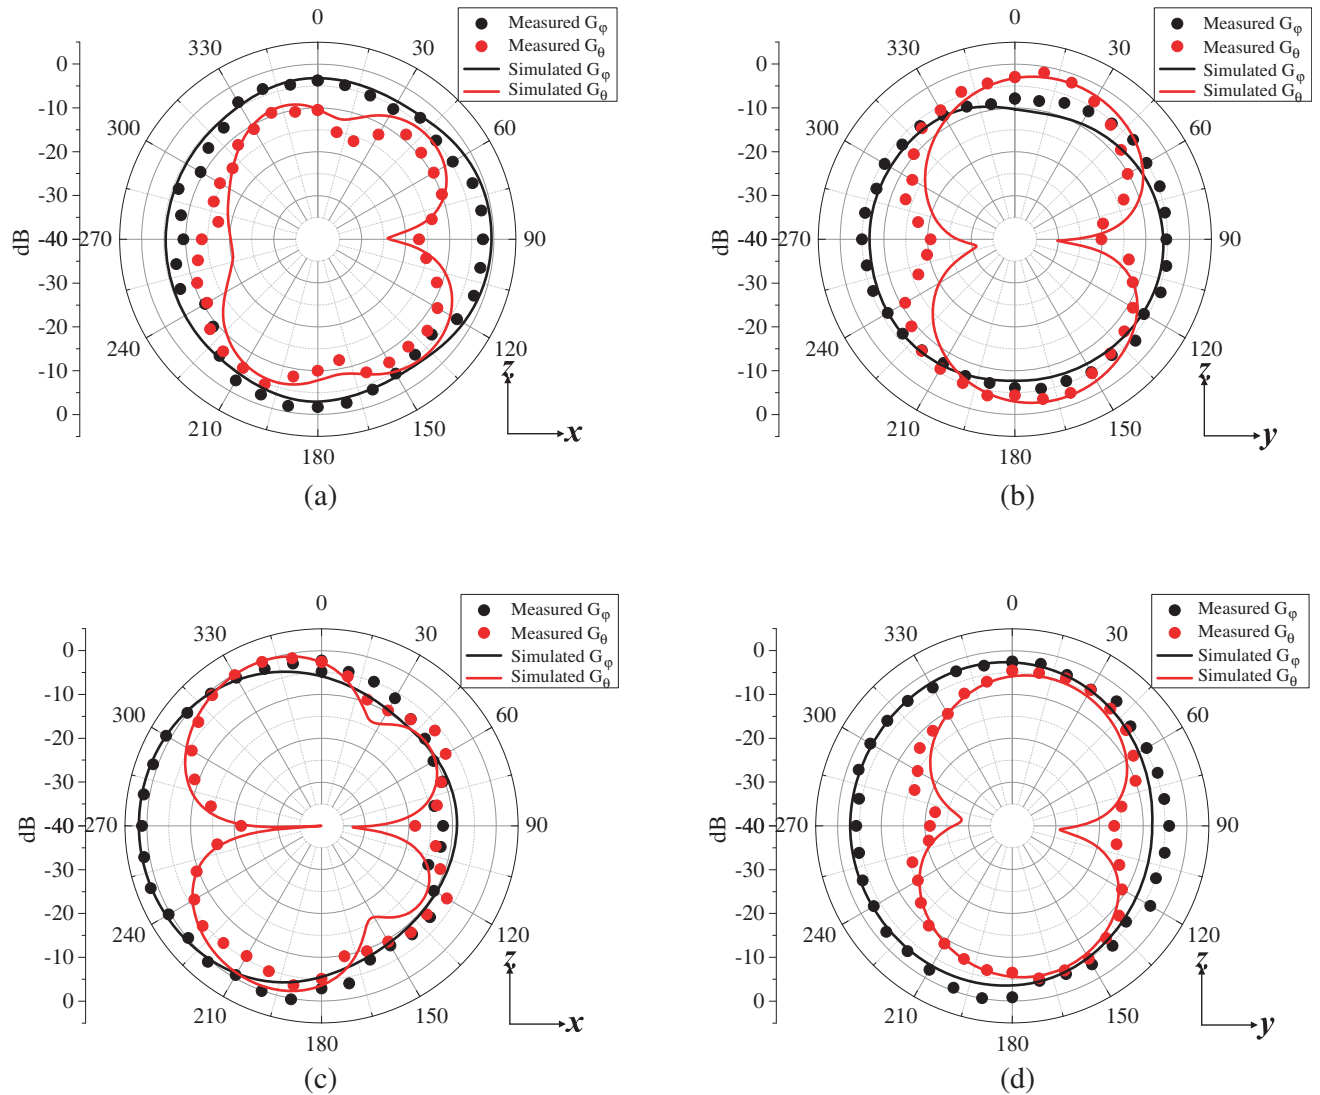 0
330
30
300
60
270
90
240
120
210
150
180
0
-10
-20
-30
-40
-30
-20
-10
0
dB
Measured Gφ
Measured Gθ
Simulated Gφ
Simulated Gθ
z
x
(a)
0
330
30
300
60
270
90
240
120
210
150
180
0
-10
-20
-30
-40
-30
-20
-10
0
dB
Measured Gφ
Measured Gθ
Simulated Gφ
Simulated Gθ
z
y
(b)
0
330
30
300
60
270
90
240
120
210
150
180
0
-10
-20
-30
-40
-30
-20
-10
0
dB
Measured Gφ
Measured Gθ
Simulated Gφ
Simulated Gθ
z
x
(c)
0
330
30
300
60
270
90
240
120
210
150
180
0
-10
-20
-30
-40
-30
-20
-10
0
dB
Measured Gφ
Measured Gθ
Simulated Gφ
Simulated Gθ
z
y
(d)